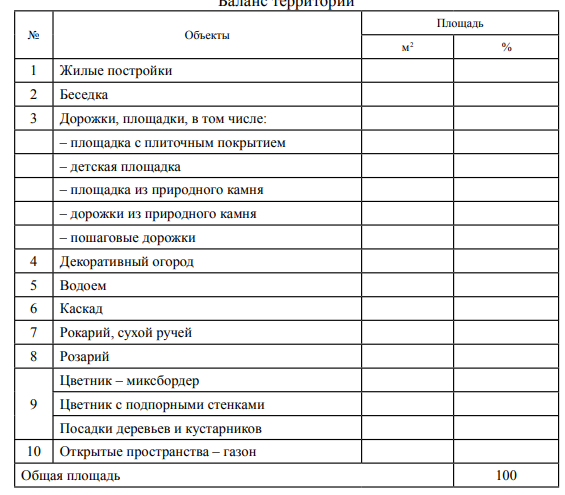 Баланс территории
№
Объекты
Площадь
м²
%
1 Жилые постройки
2 Беседка
3 Дорожки, площадки, в том числе:
– площадка с плиточным покрытием
– детская площадка
– площадка из природного камня
– дорожки из природного камня
– пошаговые дорожки
4 Декоративный огород
5 Водоем
6 Каскад
7 Рокарий, сухой ручей
8 Розарий
9 Цветник – миксбордер
Цветник с подпорными стенками
Посадки деревьев и кустарников
10 Открытые пространства – газон
Общая площадь 100